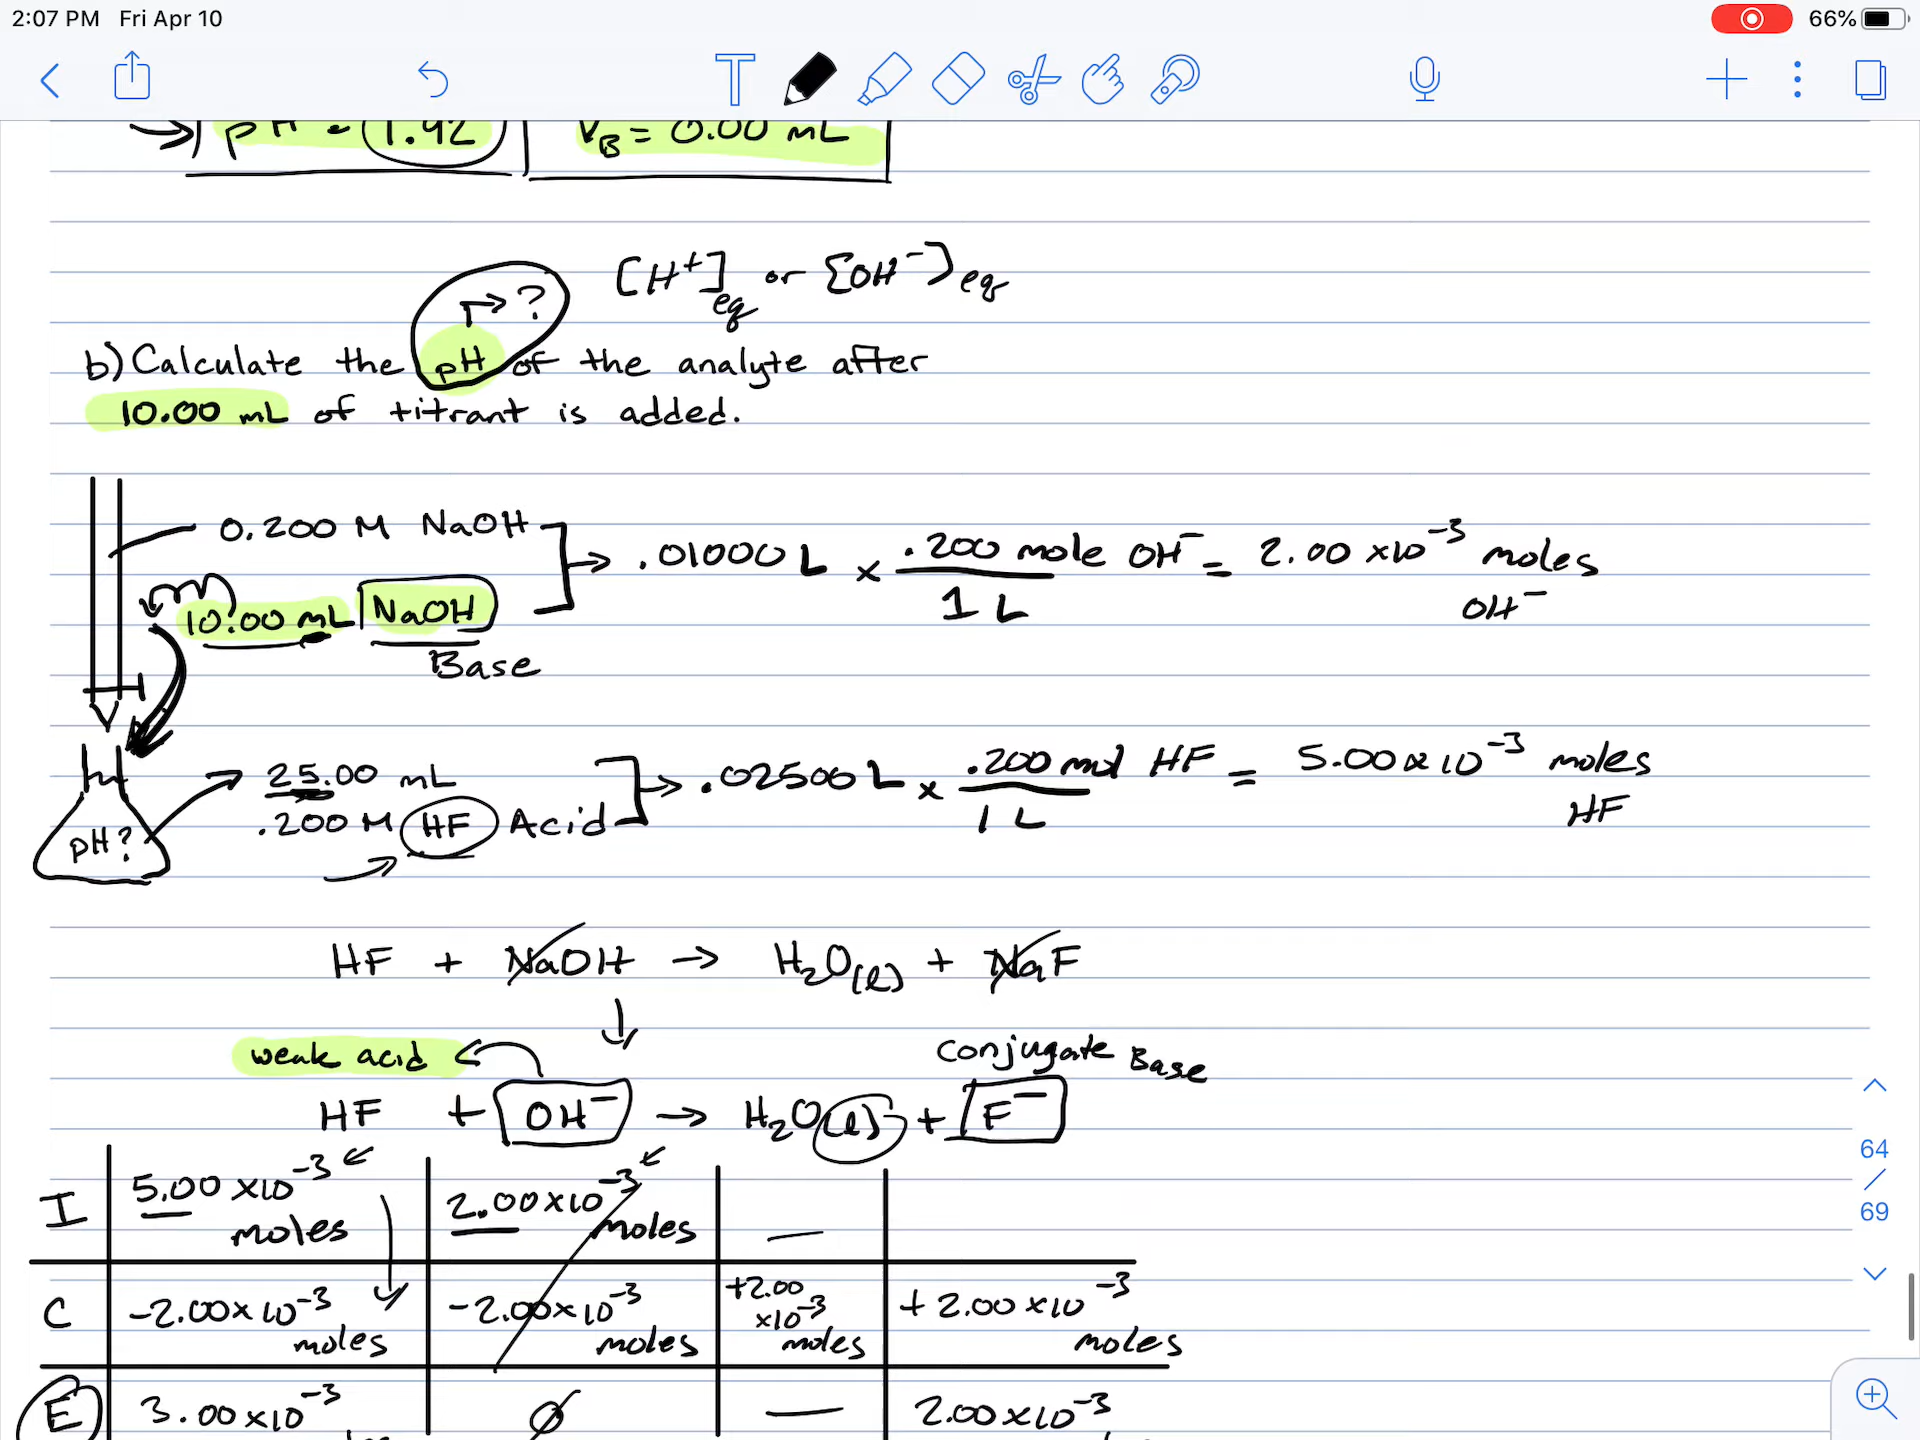 2:07 PM Fri Apr 10
66%
→ pH = 1.92 V_B = 0.00 mL
→ ? [H⁺]eq or [OH⁻]eq
b) Calculate the pH of the analyte after
10.00 mL of titrant is added.
0.200 M NaOH → .01000 L × .200 mole OH⁻ / 1 L = 2.00 ×10⁻³ moles OH⁻
10.00 mL NaOH
Base
25.00 mL → .02500 L × .200 mol HF / 1 L = 5.00 × 10⁻³ moles HF
.200 M HF Acid
pH?
HF + NaOH → H₂O(l) + NaF
weak acid Conjugate Base
HF + OH⁻ → H₂O(l) + F⁻
I 5.00 ×10⁻³ moles 2.00 ×10⁻³ moles —
C -2.00 ×10⁻³ moles -2.00 ×10⁻³ moles +2.00 ×10⁻³ moles +2.00 ×10⁻³ moles
E 3.00 ×10⁻³ Ø — 2.00 ×10⁻³
64
/
69